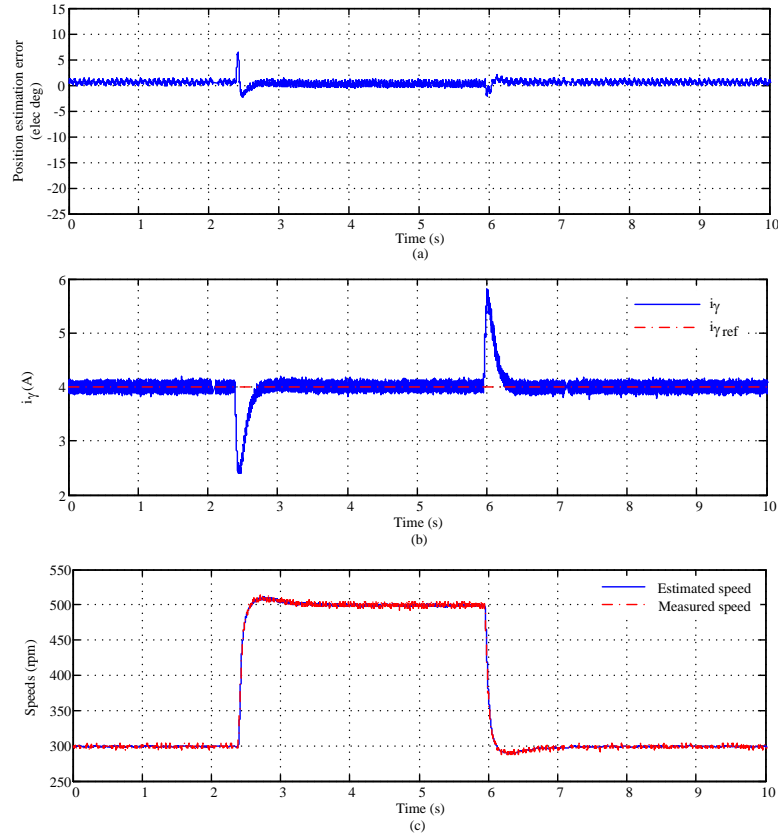 15
10
5
0
-5
-10
-15
-20
-25
Position estimation error
(elec deg)
0 1 2 3 4 5 6 7 8 9 10
Time (s)
(a)
6
5
4
3
2
iγ(A)
iγ
iγ ref
0 1 2 3 4 5 6 7 8 9 10
Time (s)
(b)
550
500
450
400
350
300
250
Speeds (rpm)
Estimated speed
Measured speed
0 1 2 3 4 5 6 7 8 9 10
Time (s)
(c)